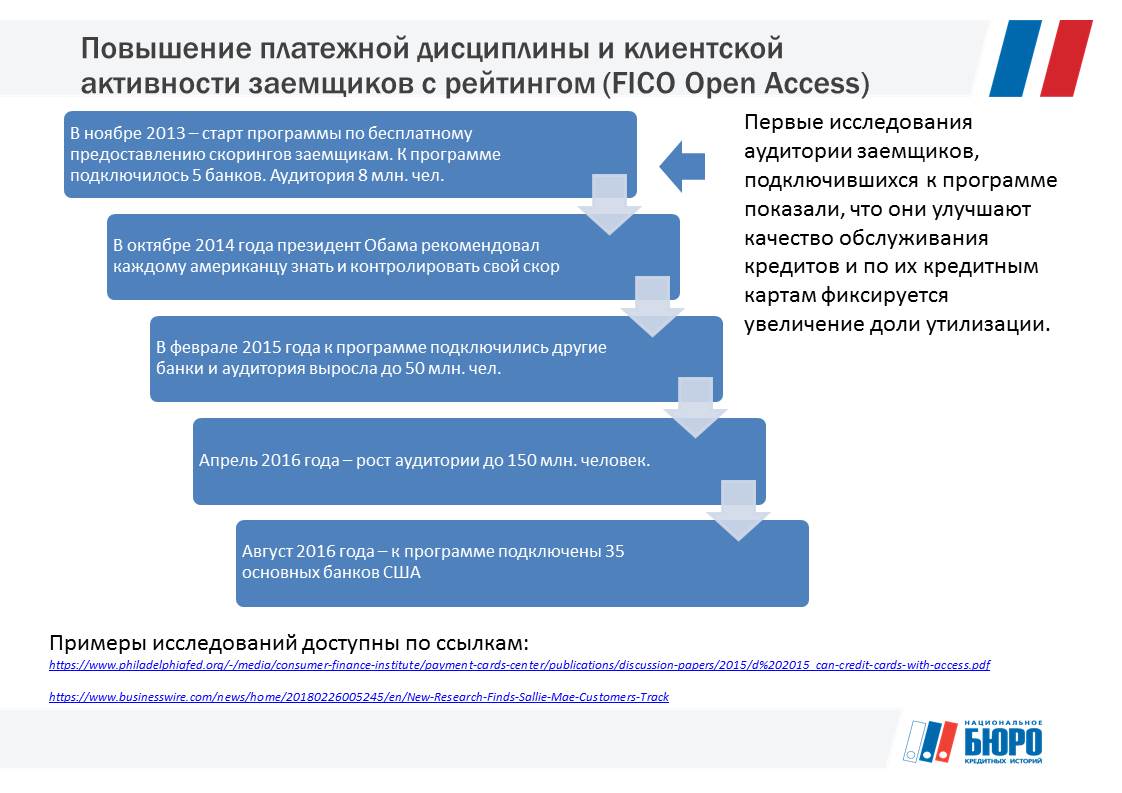 Повышение платежной дисциплины и клиентской
активности заемщиков с рейтингом (FICO Open Access)
В ноябре 2013 – старт программы по бесплатному
предоставлению скорингов заемщикам. К программе
подключилось 5 банков. Аудитория 8 млн. чел.
В октябре 2014 года президент Обама рекомендовал
каждому американцу знать и контролировать свой скор
В феврале 2015 года к программе подключились другие
банки и аудитория выросла до 50 млн. чел.
Апрель 2016 года – рост аудитории до 150 млн. человек.
Август 2016 года – к программе подключены 35
основных банков США
Первые исследования
аудитории заемщиков,
подключившихся к программе
показали, что они улучшают
качество обслуживания
кредитов и по их кредитным
картам фиксируется
увеличение доли утилизации.
Примеры исследований доступны по ссылкам:
https://www.philadelphiafed.org/-/media/consumer-finance-institute/payment-cards-center/publications/discussion-papers/2015/d%202015_can-credit-cards-with-access.pdf
https://www.businesswire.com/news/home/20180226005245/en/New-Research-Finds-Sallie-Mae-Customers-Track
НАЦИОНАЛЬНОЕ
БЮРО
КРЕДИТНЫХ ИСТОРИЙ